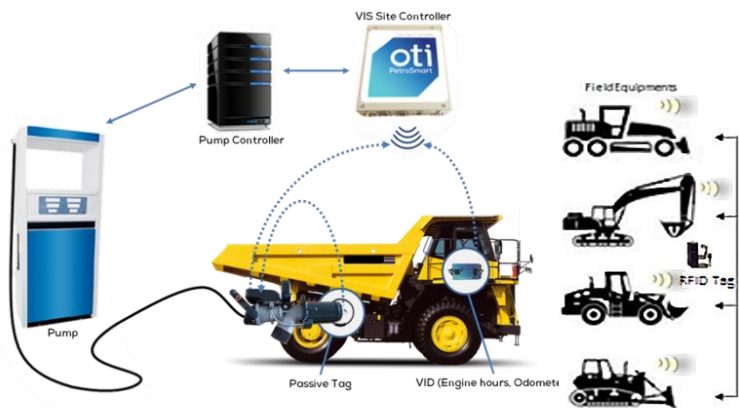 VIS Site Controller
oti
PetroSmart
Pump Controller
Field Equipments
RFID Tag
Pump
Passive Tag
VID (Engine hours, Odomete